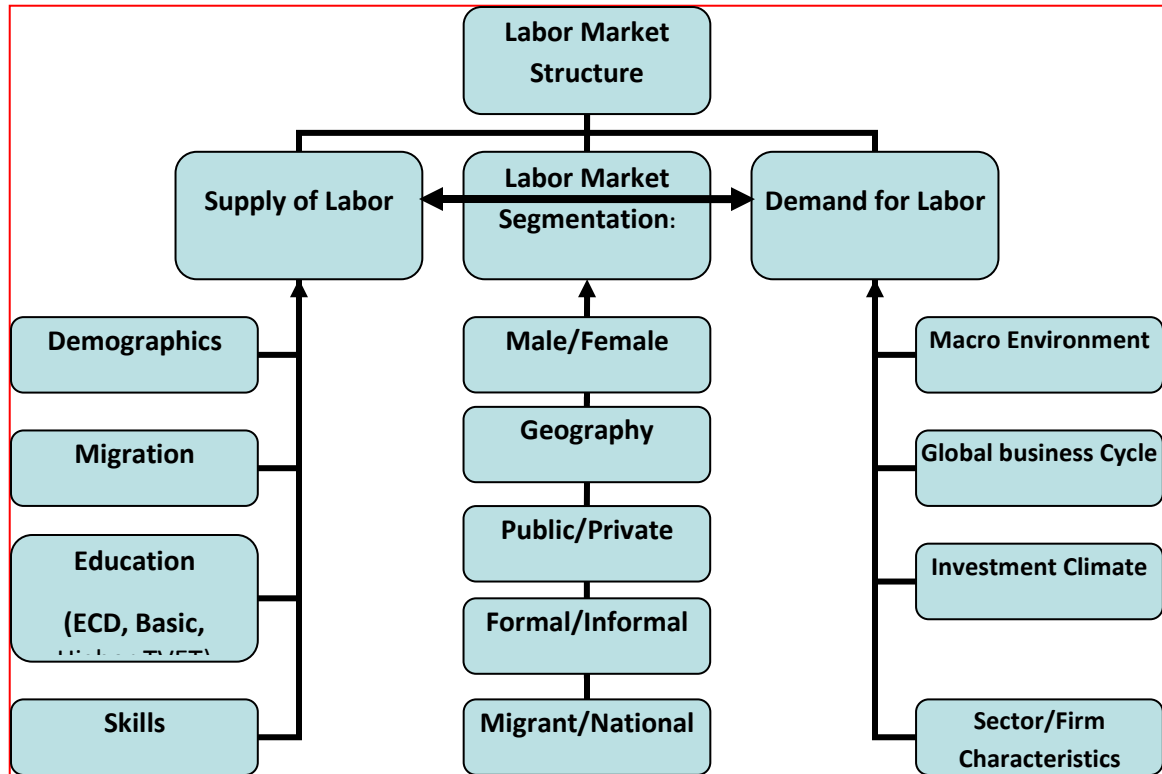 Labor Market
Structure
Supply of Labor
Labor Market
Segmentation:
Demand for Labor
Demographics
Migration
Education
(ECD, Basic,
Skills
Male/Female
Geography
Public/Private
Formal/Informal
Migrant/National
Macro Environment
Global business Cycle
Investment Climate
Sector/Firm
Characteristics